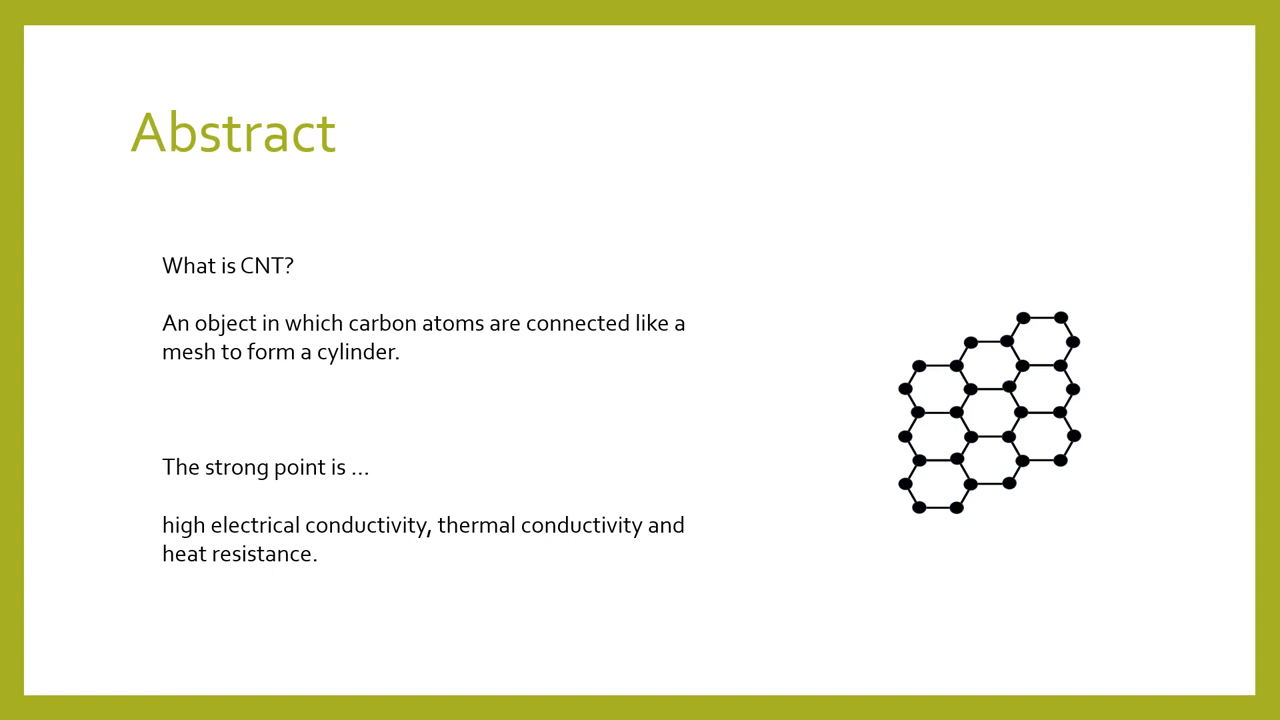 Abstract
What is CNT?
An object in which carbon atoms are connected like a
mesh to form a cylinder.
The strong point is …
high electrical conductivity, thermal conductivity and
heat resistance.